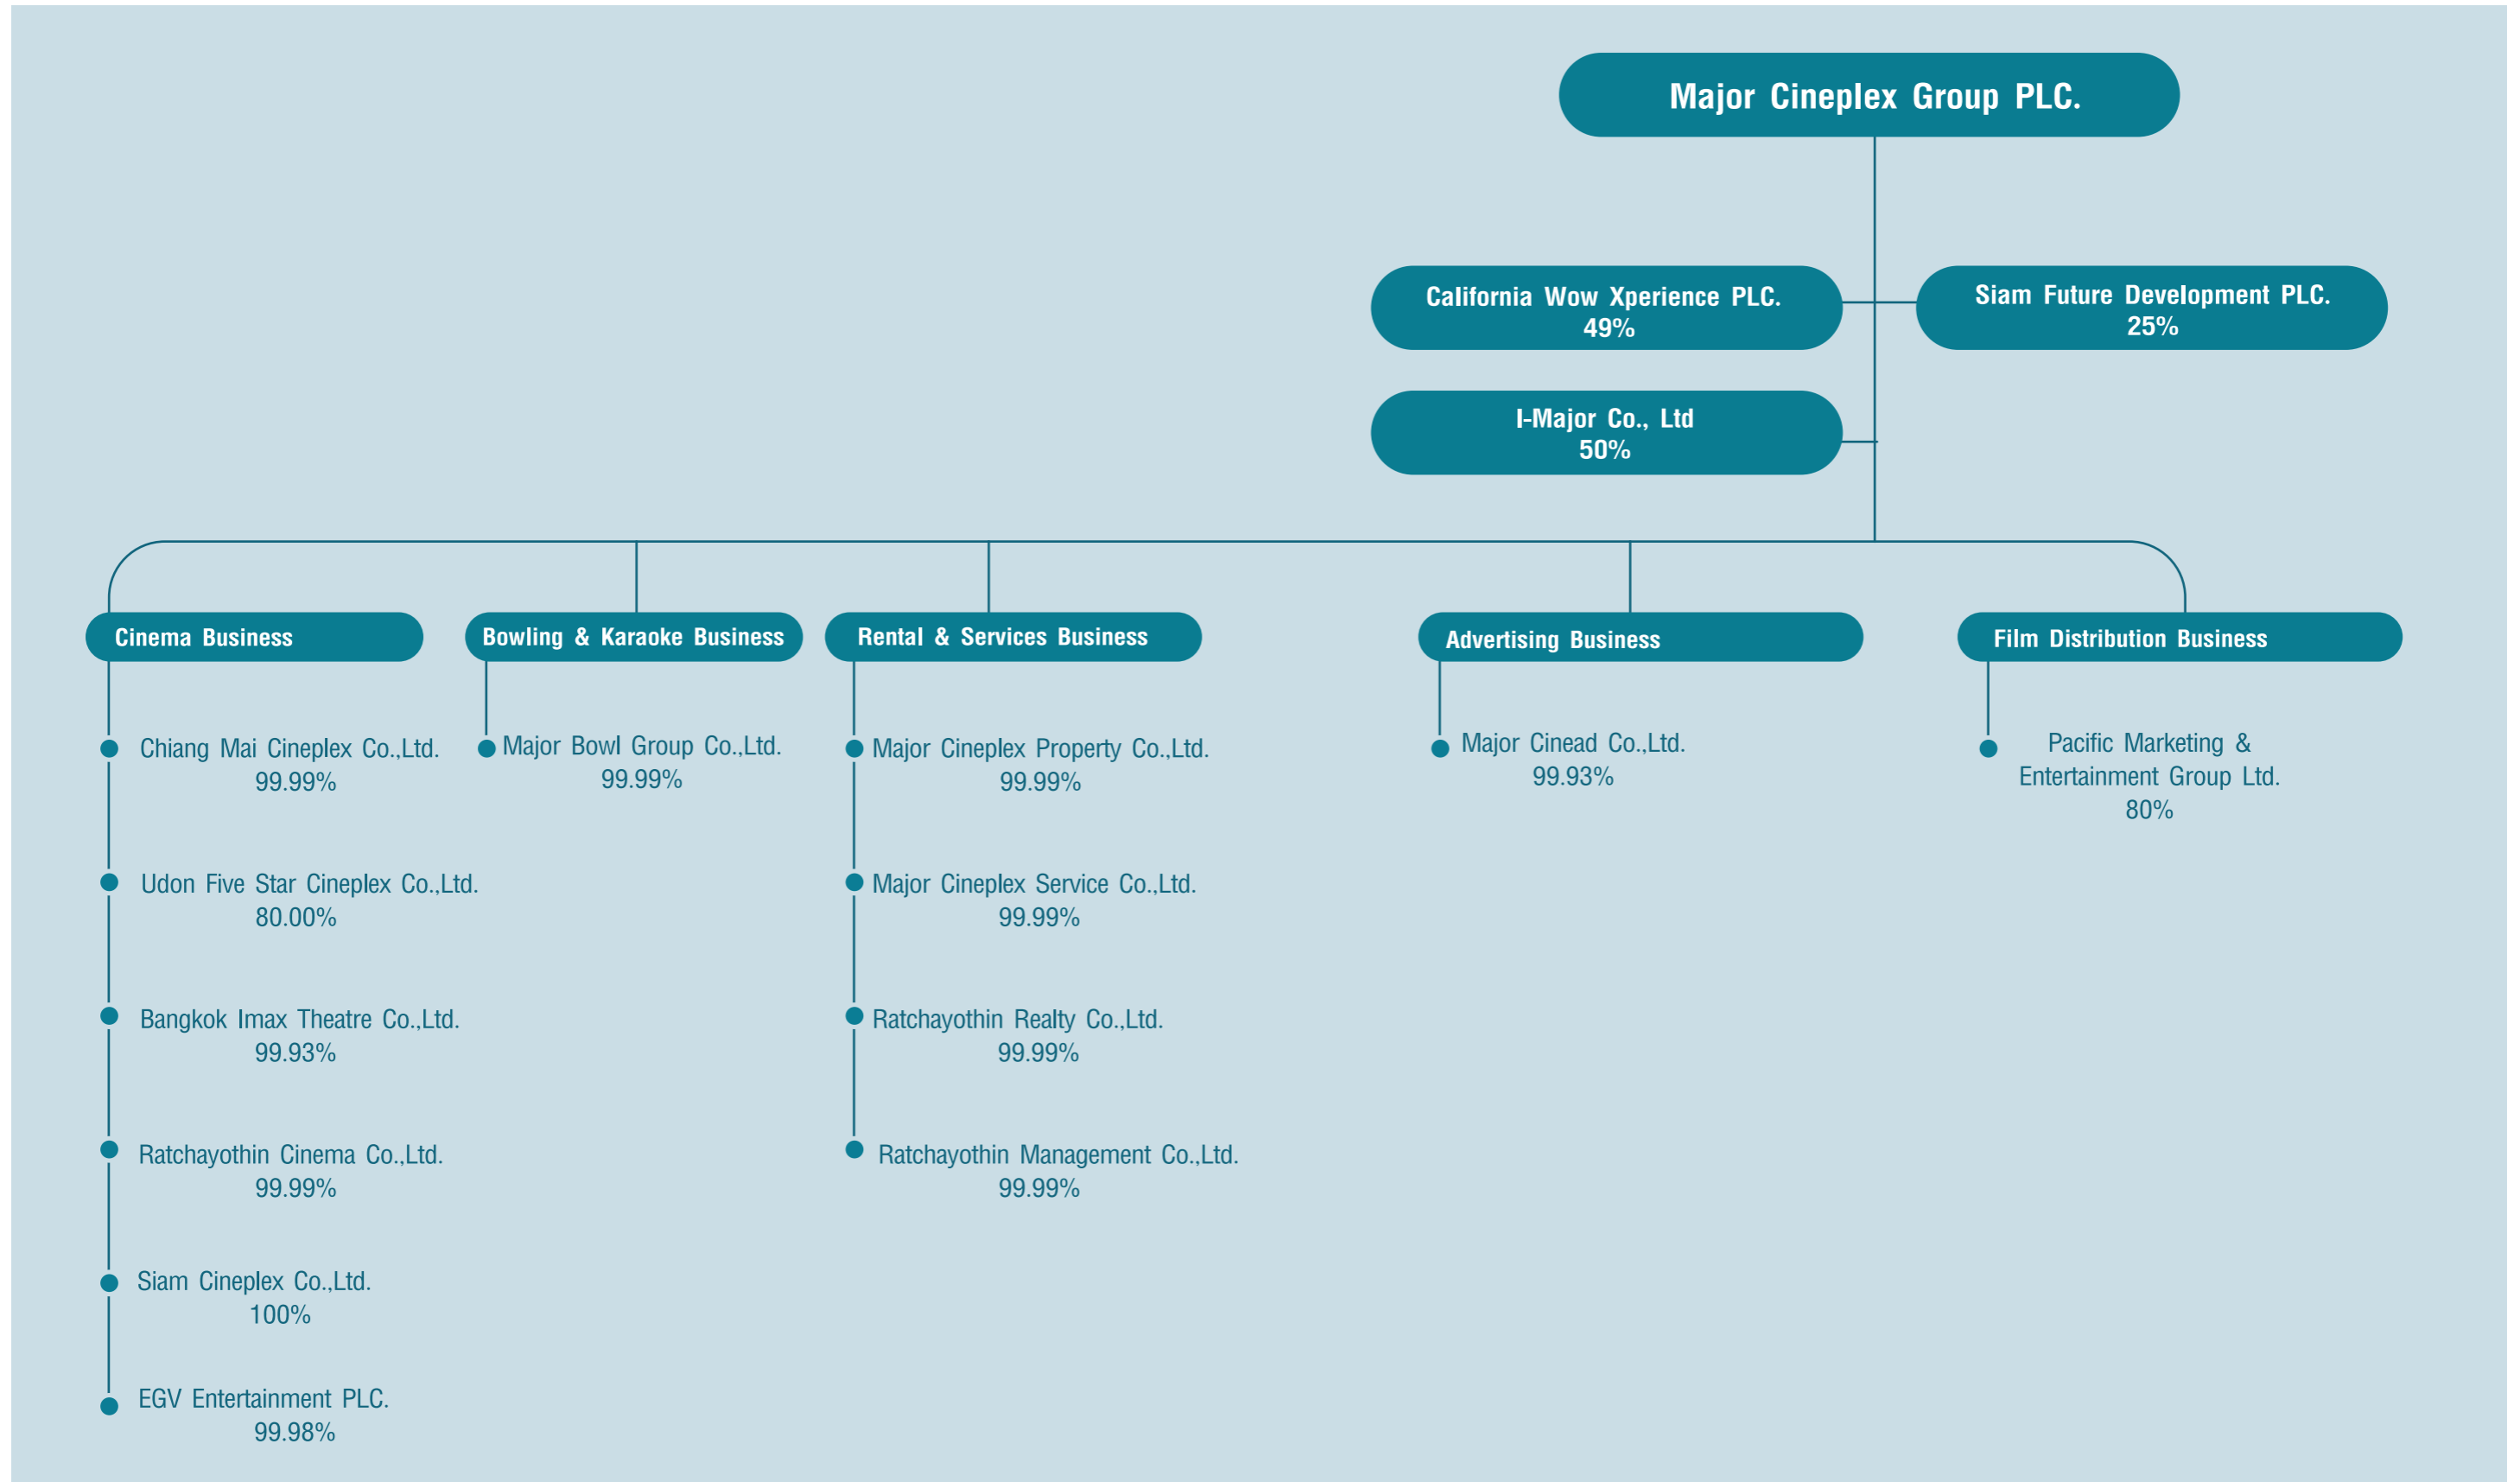 Major Cineplex Group PLC.
California Wow Xperience PLC.
49%
Siam Future Development PLC.
25%
I-Major Co., Ltd
50%
Cinema Business
Chiang Mai Cineplex Co.,Ltd.
99.99%
Udon Five Star Cineplex Co.,Ltd.
80.00%
Bangkok Imax Theatre Co.,Ltd.
99.93%
Ratchayothin Cinema Co.,Ltd.
99.99%
Siam Cineplex Co.,Ltd.
100%
EGV Entertainment PLC.
99.98%
Bowling & Karaoke Business
Major Bowl Group Co.,Ltd.
99.99%
Rental & Services Business
Major Cineplex Property Co.,Ltd.
99.99%
Major Cineplex Service Co.,Ltd.
99.99%
Ratchayothin Realty Co.,Ltd.
99.99%
Ratchayothin Management Co.,Ltd.
99.99%
Advertising Business
Major Cinead Co.,Ltd.
99.93%
Film Distribution Business
Pacific Marketing &
Entertainment Group Ltd.
80%